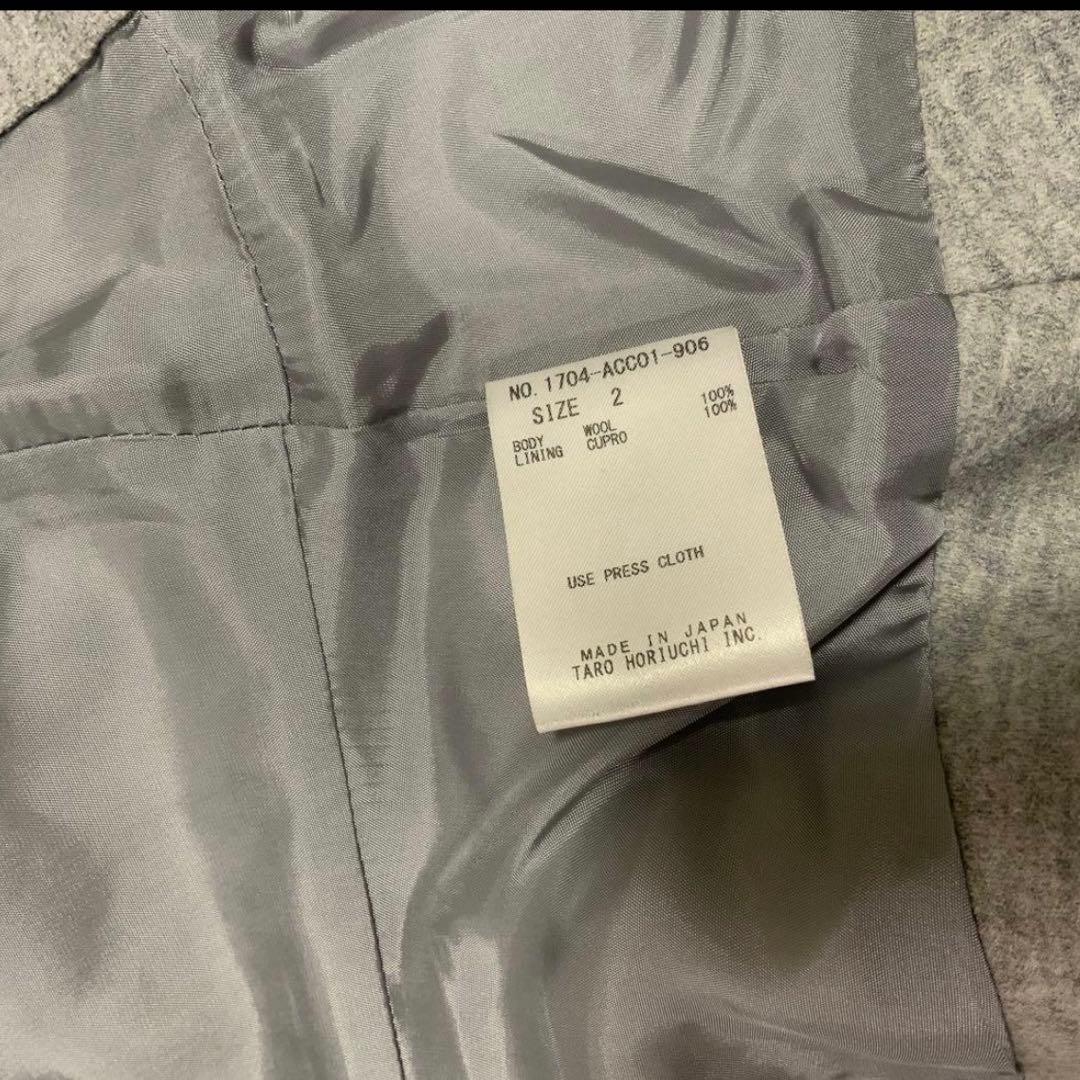 NO. 1704-ACC01-906
SIZE 2
BODY WOOL 100%
LINING CUPRO 100%
USE PRESS CLOTH
MADE IN JAPAN
TARO HORIUCHI INC.